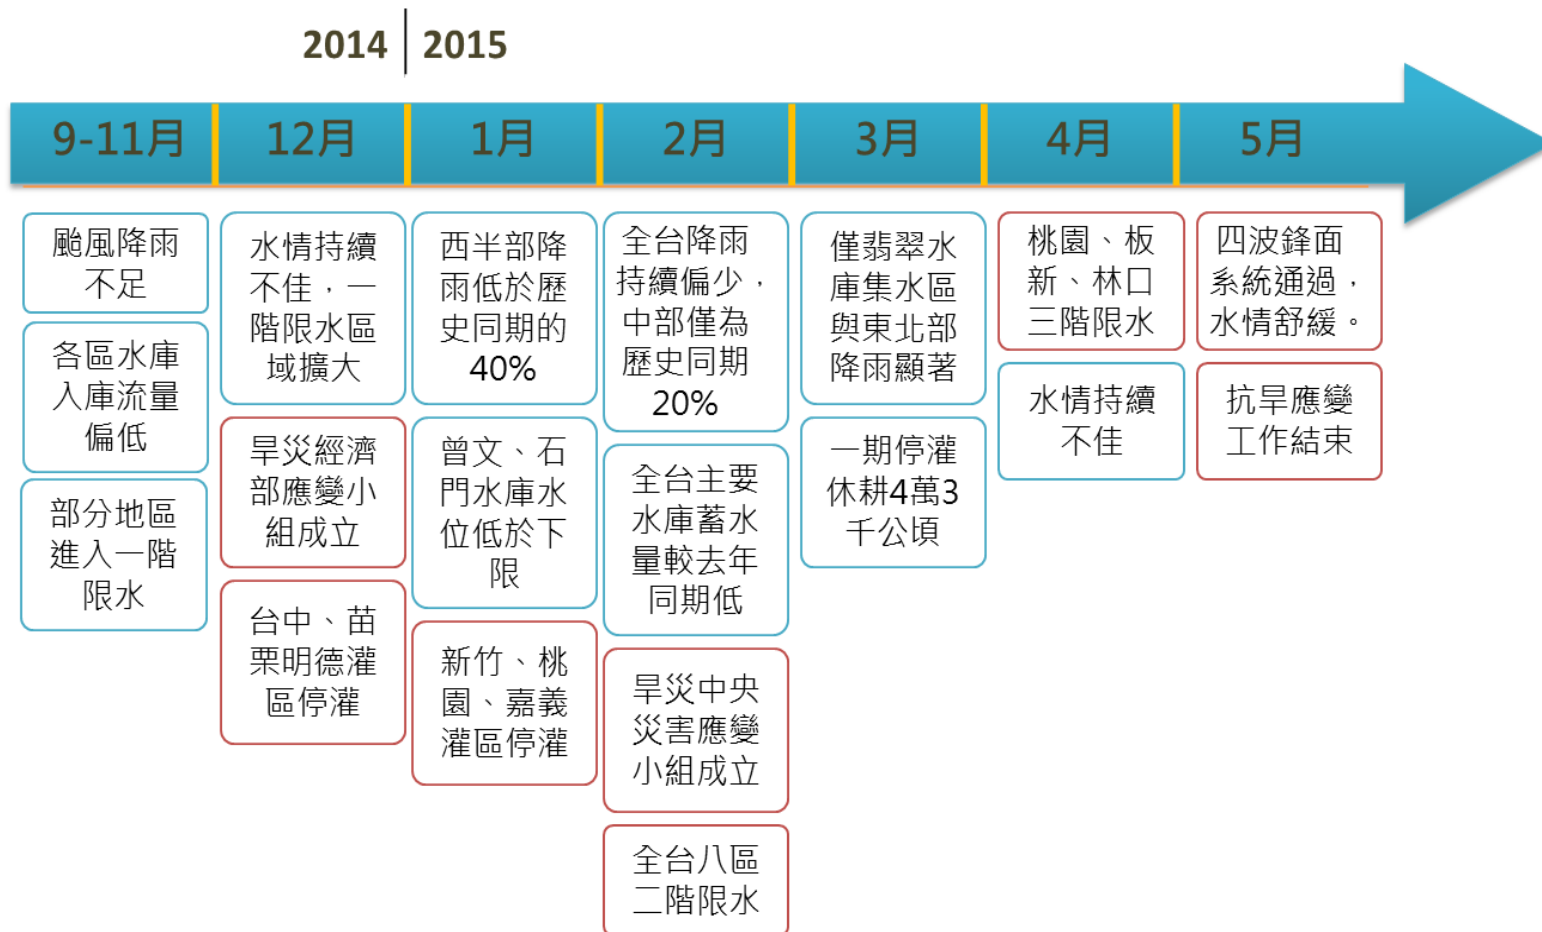 2014
2015
9-11月
12月
1月
2月
3月
4月
5月
颱風降雨
不足
各區水庫
入庫流量
偏低
部分地區
進入一階
限水
水情持續
不佳，一
階限水區
域擴大
旱災經濟
部應變小
組成立
台中、苗
栗明德灌
區停灌
西半部降
雨低於歷
史同期的
40%
曾文、石
門水庫水
位低於下
限
新竹、桃
園、嘉義
灌區停灌
全台降雨
持續偏少，
中部僅為
歷史同期
20%
全台主要
水庫蓄水
量較去年
同期低
旱災中央
災害應變
小組成立
全台八區
二階限水
僅翡翠水
庫集水區
與東北部
降雨顯著
一期停灌
休耕4萬3
千公頃
桃園、板
新、林口
三階限水
水情持續
不佳
四波鋒面
系統通過，
水情舒緩。
抗旱應變
工作結束